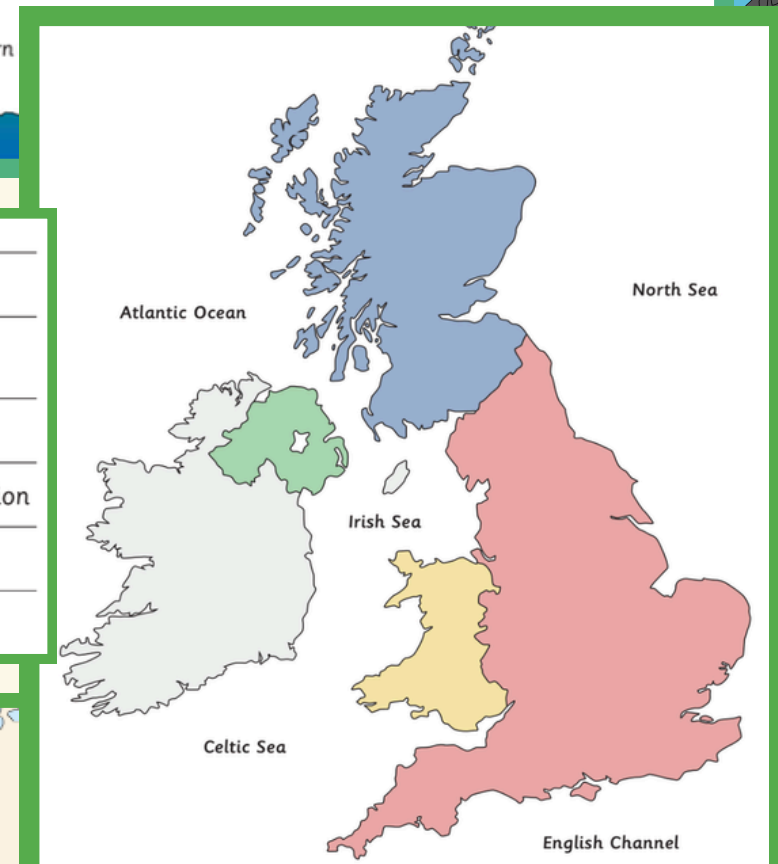 North Sea
Atlantic Ocean
Irish Sea
Celtic Sea
English Channel